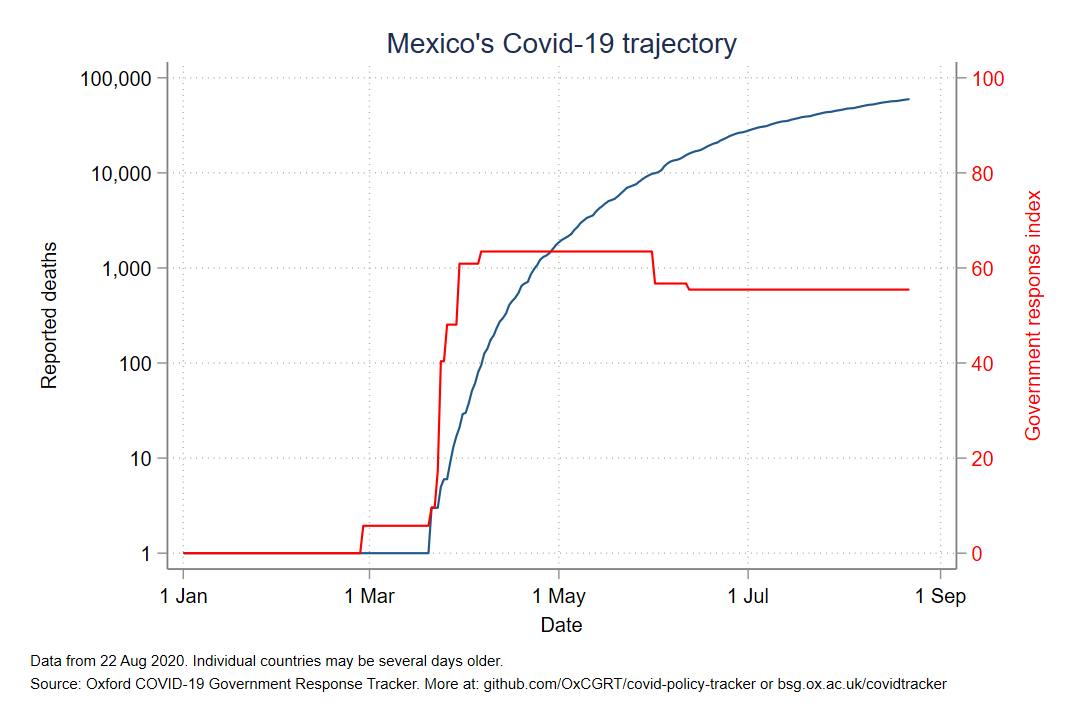 Mexico's Covid-19 trajectory
100,000
10,000
1,000
100
10
1
Reported deaths
100
80
60
40
20
0
Government response index
1 Jan
1 Mar
1 May
1 Jul
1 Sep
Date
Data from 22 Aug 2020. Individual countries may be several days older.
Source: Oxford COVID-19 Government Response Tracker. More at: github.com/OxCGRT/covid-policy-tracker or bsg.ox.ac.uk/covidtracker